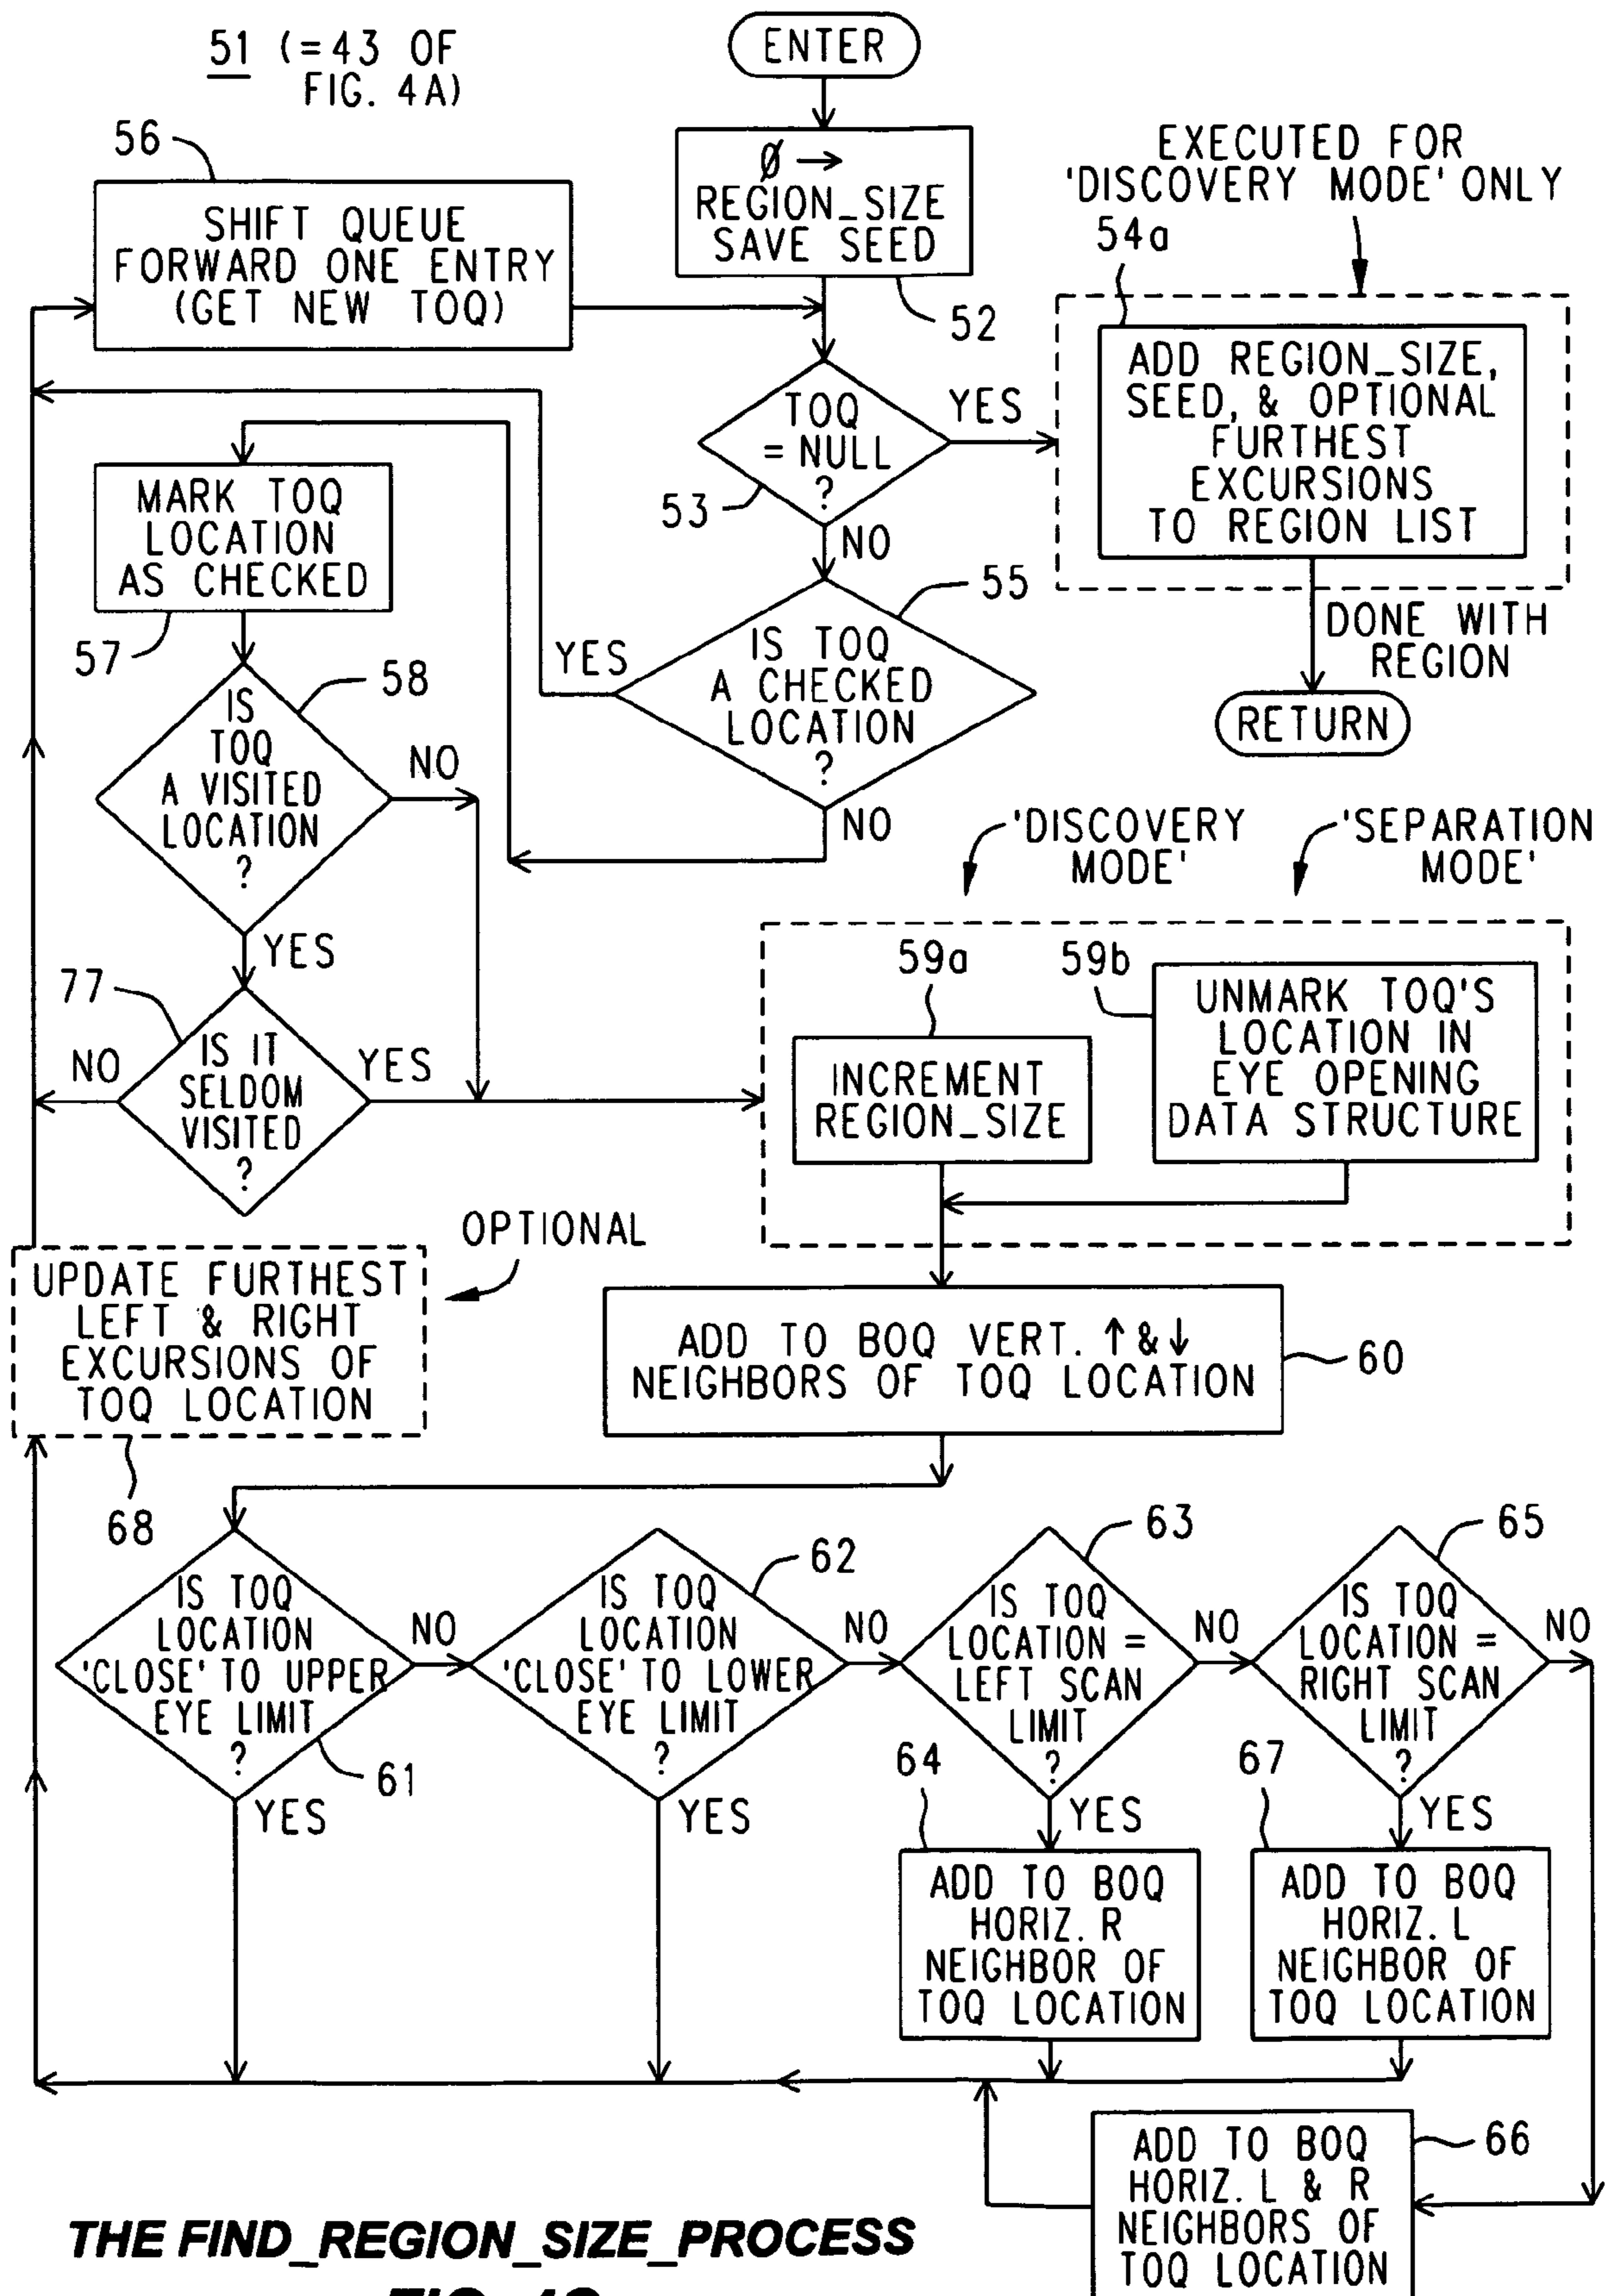 51 (=43 OF
FIG. 4A)
ENTER
56
SHIFT QUEUE
FORWARD ONE ENTRY
(GET NEW TOQ)
Ø →
REGION_SIZE
SAVE SEED
52
EXECUTED FOR
'DISCOVERY MODE' ONLY
54a
ADD REGION_SIZE,
SEED, & OPTIONAL
FURTHEST
EXCURSIONS
TO REGION LIST
TOQ
= NULL
?
YES
53
NO
DONE WITH
REGION
RETURN
MARK TOQ
LOCATION
AS CHECKED
57
55
IS TOQ
A CHECKED
LOCATION
?
YES
NO
58
IS
TOQ
A VISITED
LOCATION
?
NO
YES
77
IS IT
SELDOM
VISITED
?
NO
YES
'DISCOVERY
MODE'
'SEPARATION
MODE'
59a
INCREMENT
REGION_SIZE
59b
UNMARK TOQ'S
LOCATION IN
EYE OPENING
DATA STRUCTURE
OPTIONAL
UPDATE FURTHEST
LEFT & RIGHT
EXCURSIONS OF
TOQ LOCATION
68
ADD TO BOQ VERT. ↑ & ↓
NEIGHBORS OF TOQ LOCATION
60
IS TOQ
LOCATION
'CLOSE' TO UPPER
EYE LIMIT
?
61
NO
YES
62
IS TOQ
LOCATION
'CLOSE' TO LOWER
EYE LIMIT
?
NO
YES
63
IS TOQ
LOCATION =
LEFT SCAN
LIMIT
?
NO
YES
65
IS TOQ
LOCATION =
RIGHT SCAN
LIMIT
?
NO
YES
64
ADD TO BOQ
HORIZ. R
NEIGHBOR OF
TOQ LOCATION
67
ADD TO BOQ
HORIZ. L
NEIGHBOR OF
TOQ LOCATION
66
ADD TO BOQ
HORIZ. L & R
NEIGHBORS OF
TOQ LOCATION
THE FIND_REGION_SIZE_PROCESS